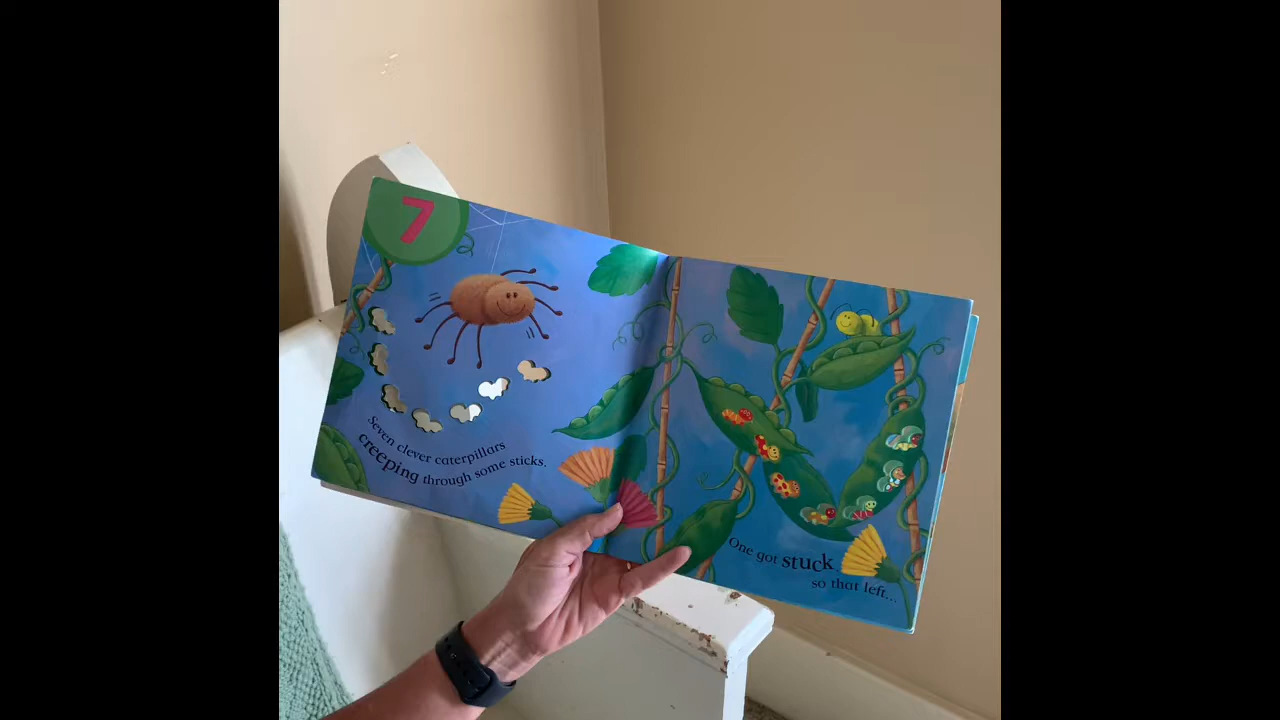 7
Seven clever caterpillars
creeping through some sticks.
One got stuck
so that left...